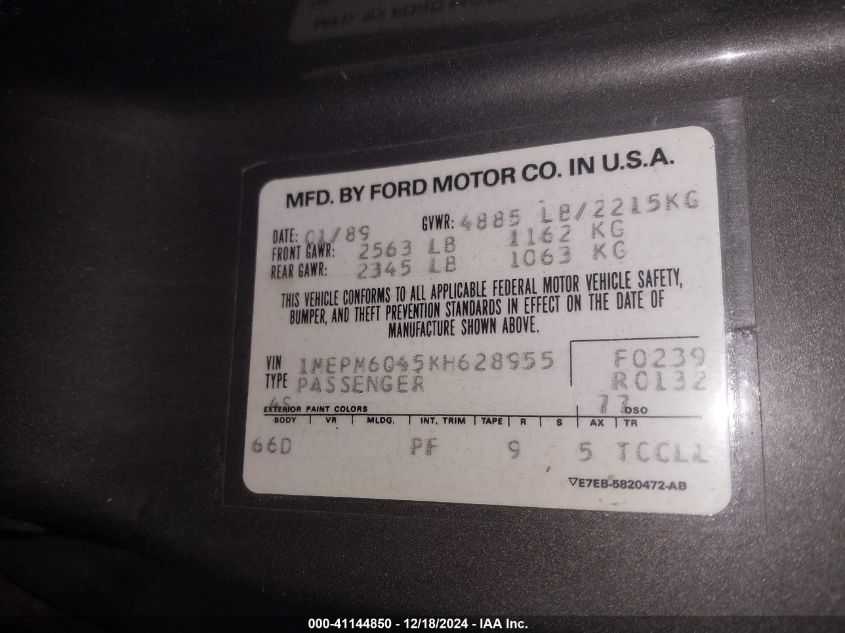 MFD. BY FORD MOTOR CO. IN U.S.A.
DATE: 01/89 GVWR: 4885 LB/2215KG
FRONT GAWR: 2563 LB 1162 KG
REAR GAWR: 2345 LB 1063 KG
THIS VEHICLE CONFORMS TO ALL APPLICABLE FEDERAL MOTOR VEHICLE SAFETY,
BUMPER, AND THEFT PREVENTION STANDARDS IN EFFECT ON THE DATE OF
MANUFACTURE SHOWN ABOVE.
VIN 1MEPM6045KH628955 F0239
TYPE PASSENGER R0132
EXTERIOR PAINT COLORS 77 DSO
BODY VR MLDG. INT. TRIM TAPE R S AX TR
66D PF 9 5 TCCLL
▽E7EB-5820472-AB
000-41144850 - 12/18/2024 - IAA Inc.